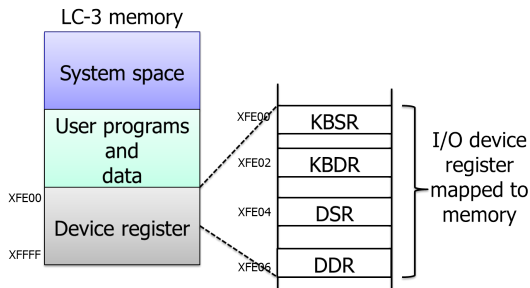 LC-3 memory
System space
User programs
and
data
XFE00
Device register
XFFFF
XFE00
KBSR
XFE02
KBDR
XFE04
DSR
XFE06
DDR
I/O device
register
mapped to
memory